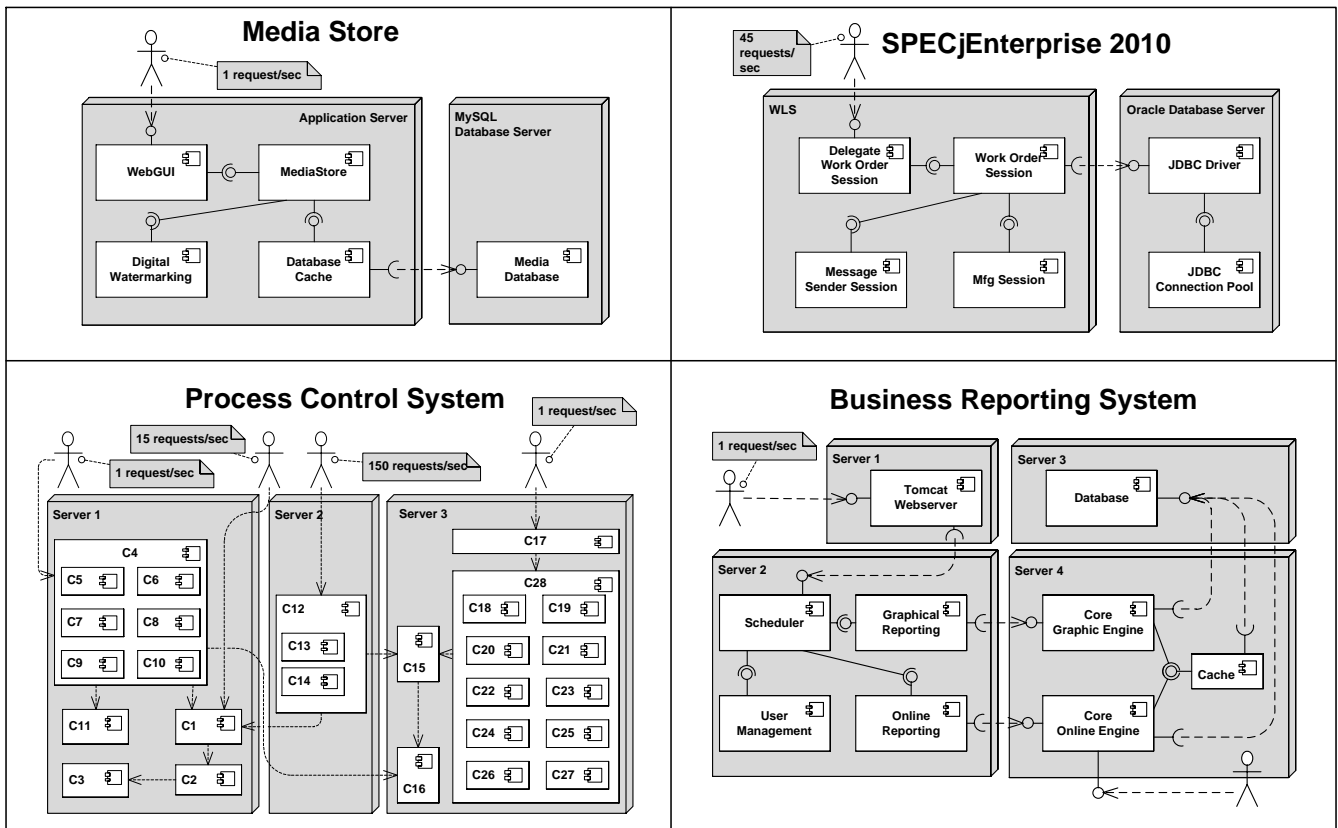 Media Store
1 request/sec
Application Server
MySQL
Database Server
WebGUI
MediaStore
Digital
Watermarking
Database
Cache
Media
Database
SPECjEnterprise 2010
45
requests/
sec
WLS
Oracle Database Server
Delegate
Work Order
Session
Work Order
Session
JDBC Driver
Message
Sender Session
Mfg Session
JDBC
Connection Pool
Process Control System
1 request/sec
15 requests/sec
150 requests/sec
1 request/sec
Server 1
Server 2
Server 3
C4
C5
C6
C7
C8
C9
C10
C11
C1
C3
C2
C12
C13
C14
C15
C16
C17
C28
C18
C19
C20
C21
C22
C23
C24
C25
C26
C27
Business Reporting System
1 request/sec
Server 1
Tomcat
Webserver
Server 3
Database
Server 2
Scheduler
Graphical
Reporting
User
Management
Online
Reporting
Server 4
Core
Graphic Engine
Cache
Core
Online Engine